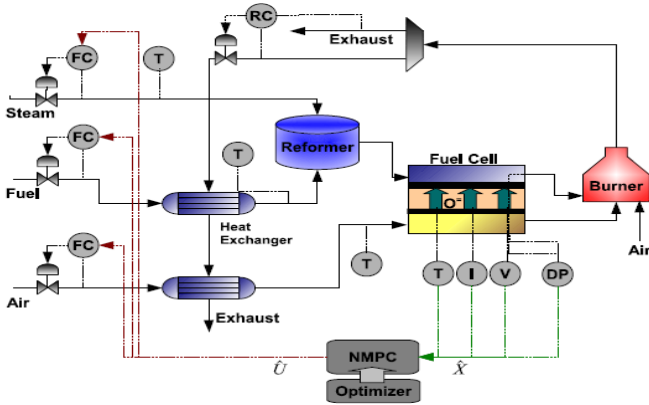 RC
Exhaust
FC
T
Steam
FC
T
Reformer
Fuel Cell
Fuel
Heat
Exchanger
O=
Burner
FC
T
Air
Air
T
I
V
DP
Exhaust
NMPC
Û
X̂
Optimizer